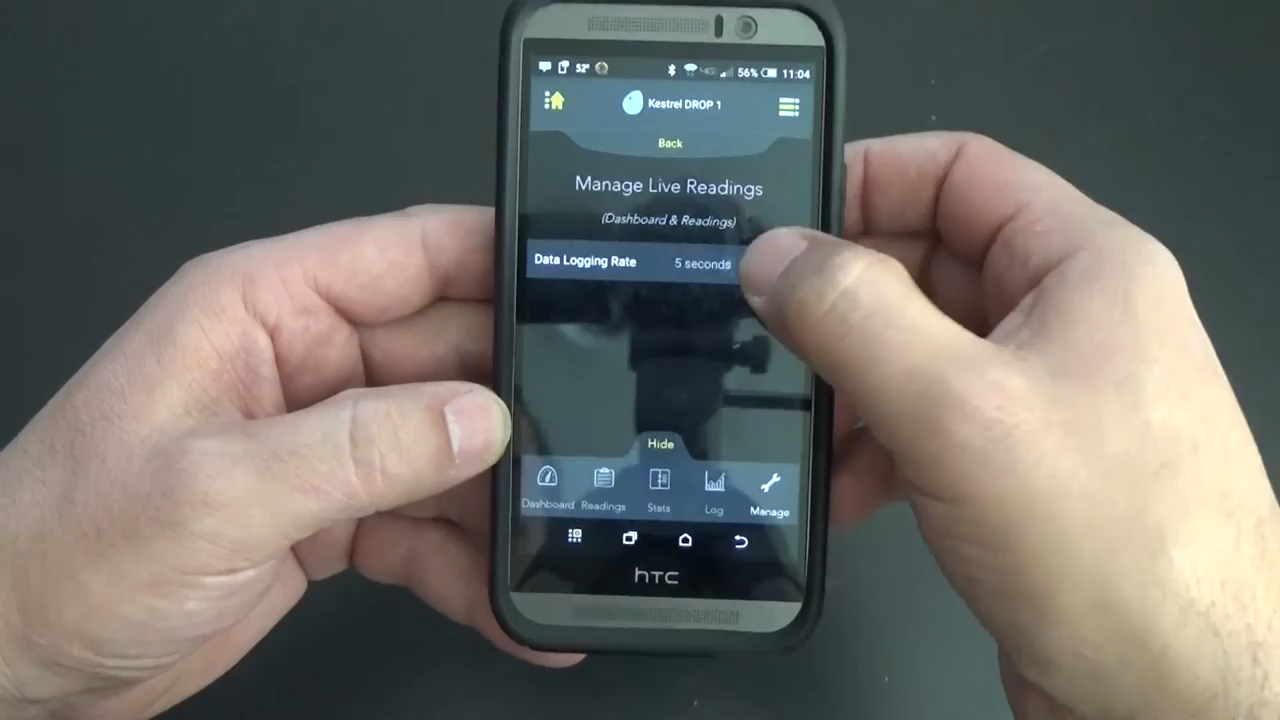 52° 56% 11:04
Kestrel DROP 1
Back
Manage Live Readings
(Dashboard & Readings)
Data Logging Rate 5 seconds
Hide
Dashboard Readings Stats Log Manage
hTC